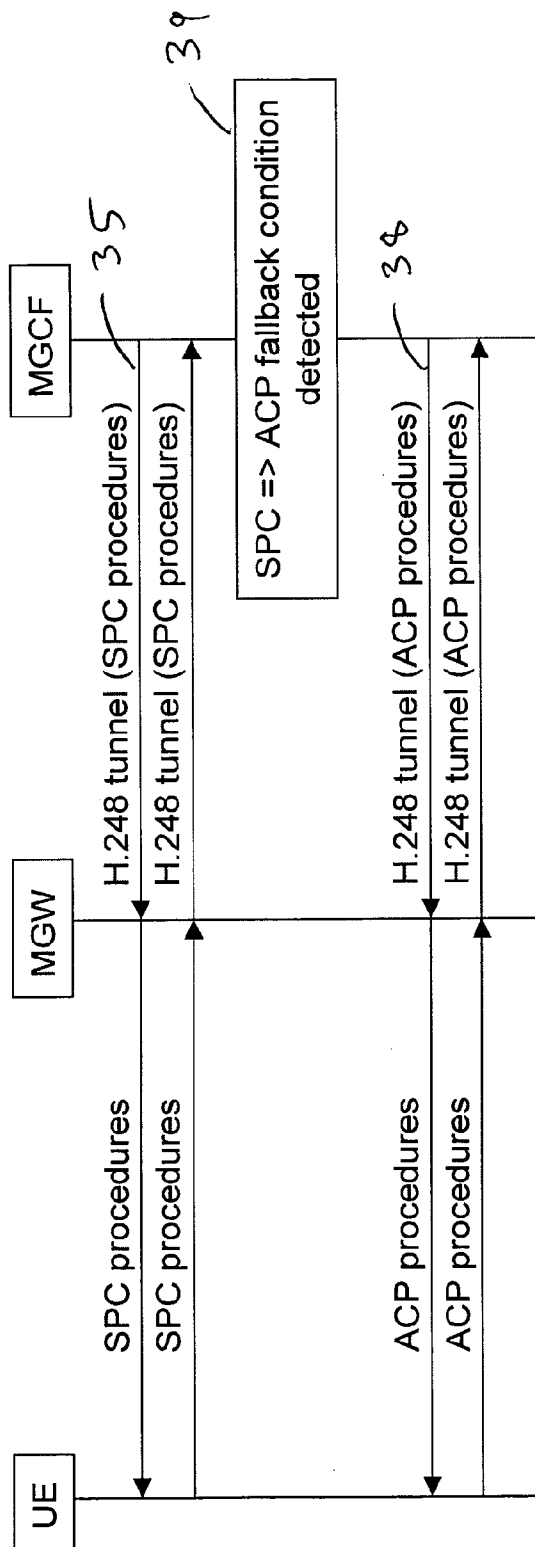 UE
MGW
MGCF
SPC procedures
H.248 tunnel (SPC procedures)
35
SPC procedures
H.248 tunnel (SPC procedures)
SPC => ACP fallback condition
detected
39
ACP procedures
H.248 tunnel (ACP procedures)
38
ACP procedures
H.248 tunnel (ACP procedures)